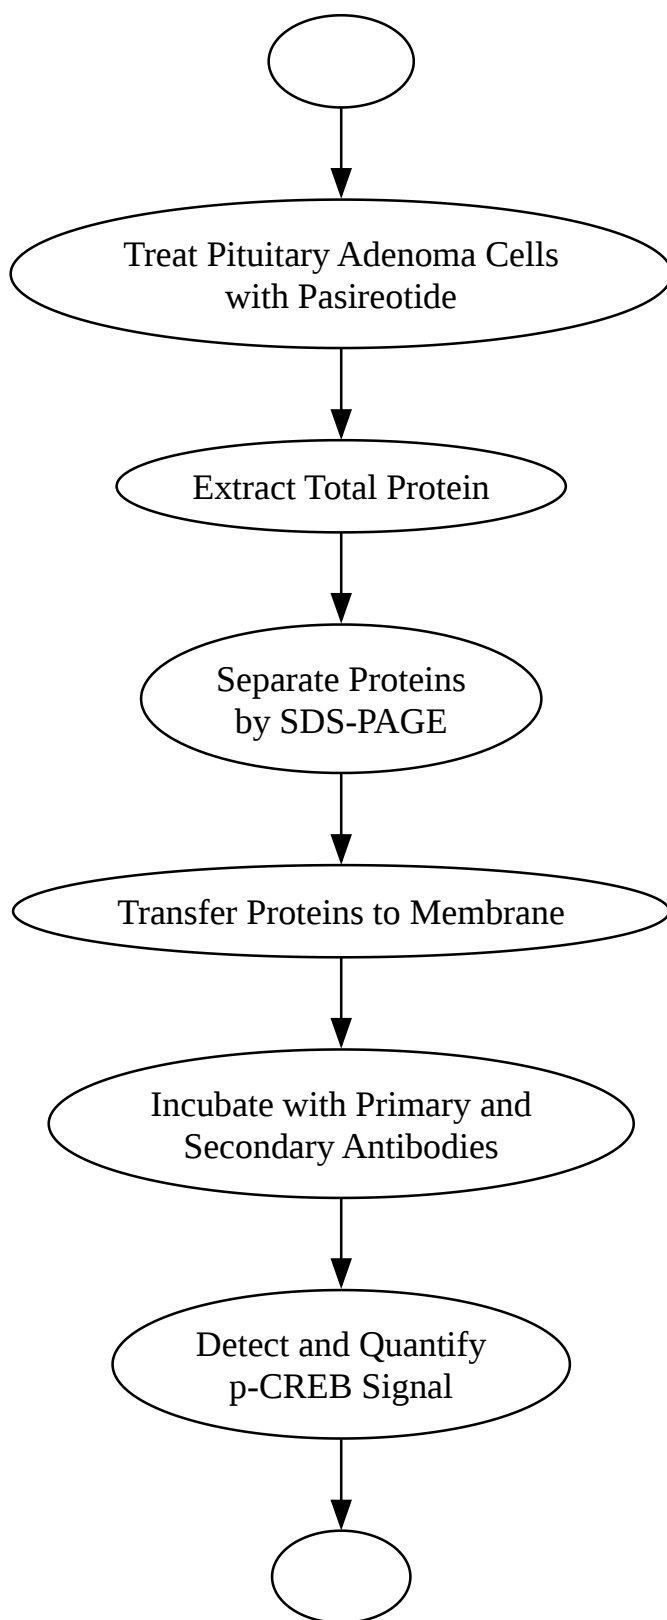 Treat Pituitary Adenoma Cells
with Pasireotide
Extract Total Protein
Separate Proteins
by SDS-PAGE
Transfer Proteins to Membrane
Incubate with Primary and
Secondary Antibodies
Detect and Quantify
p-CREB Signal